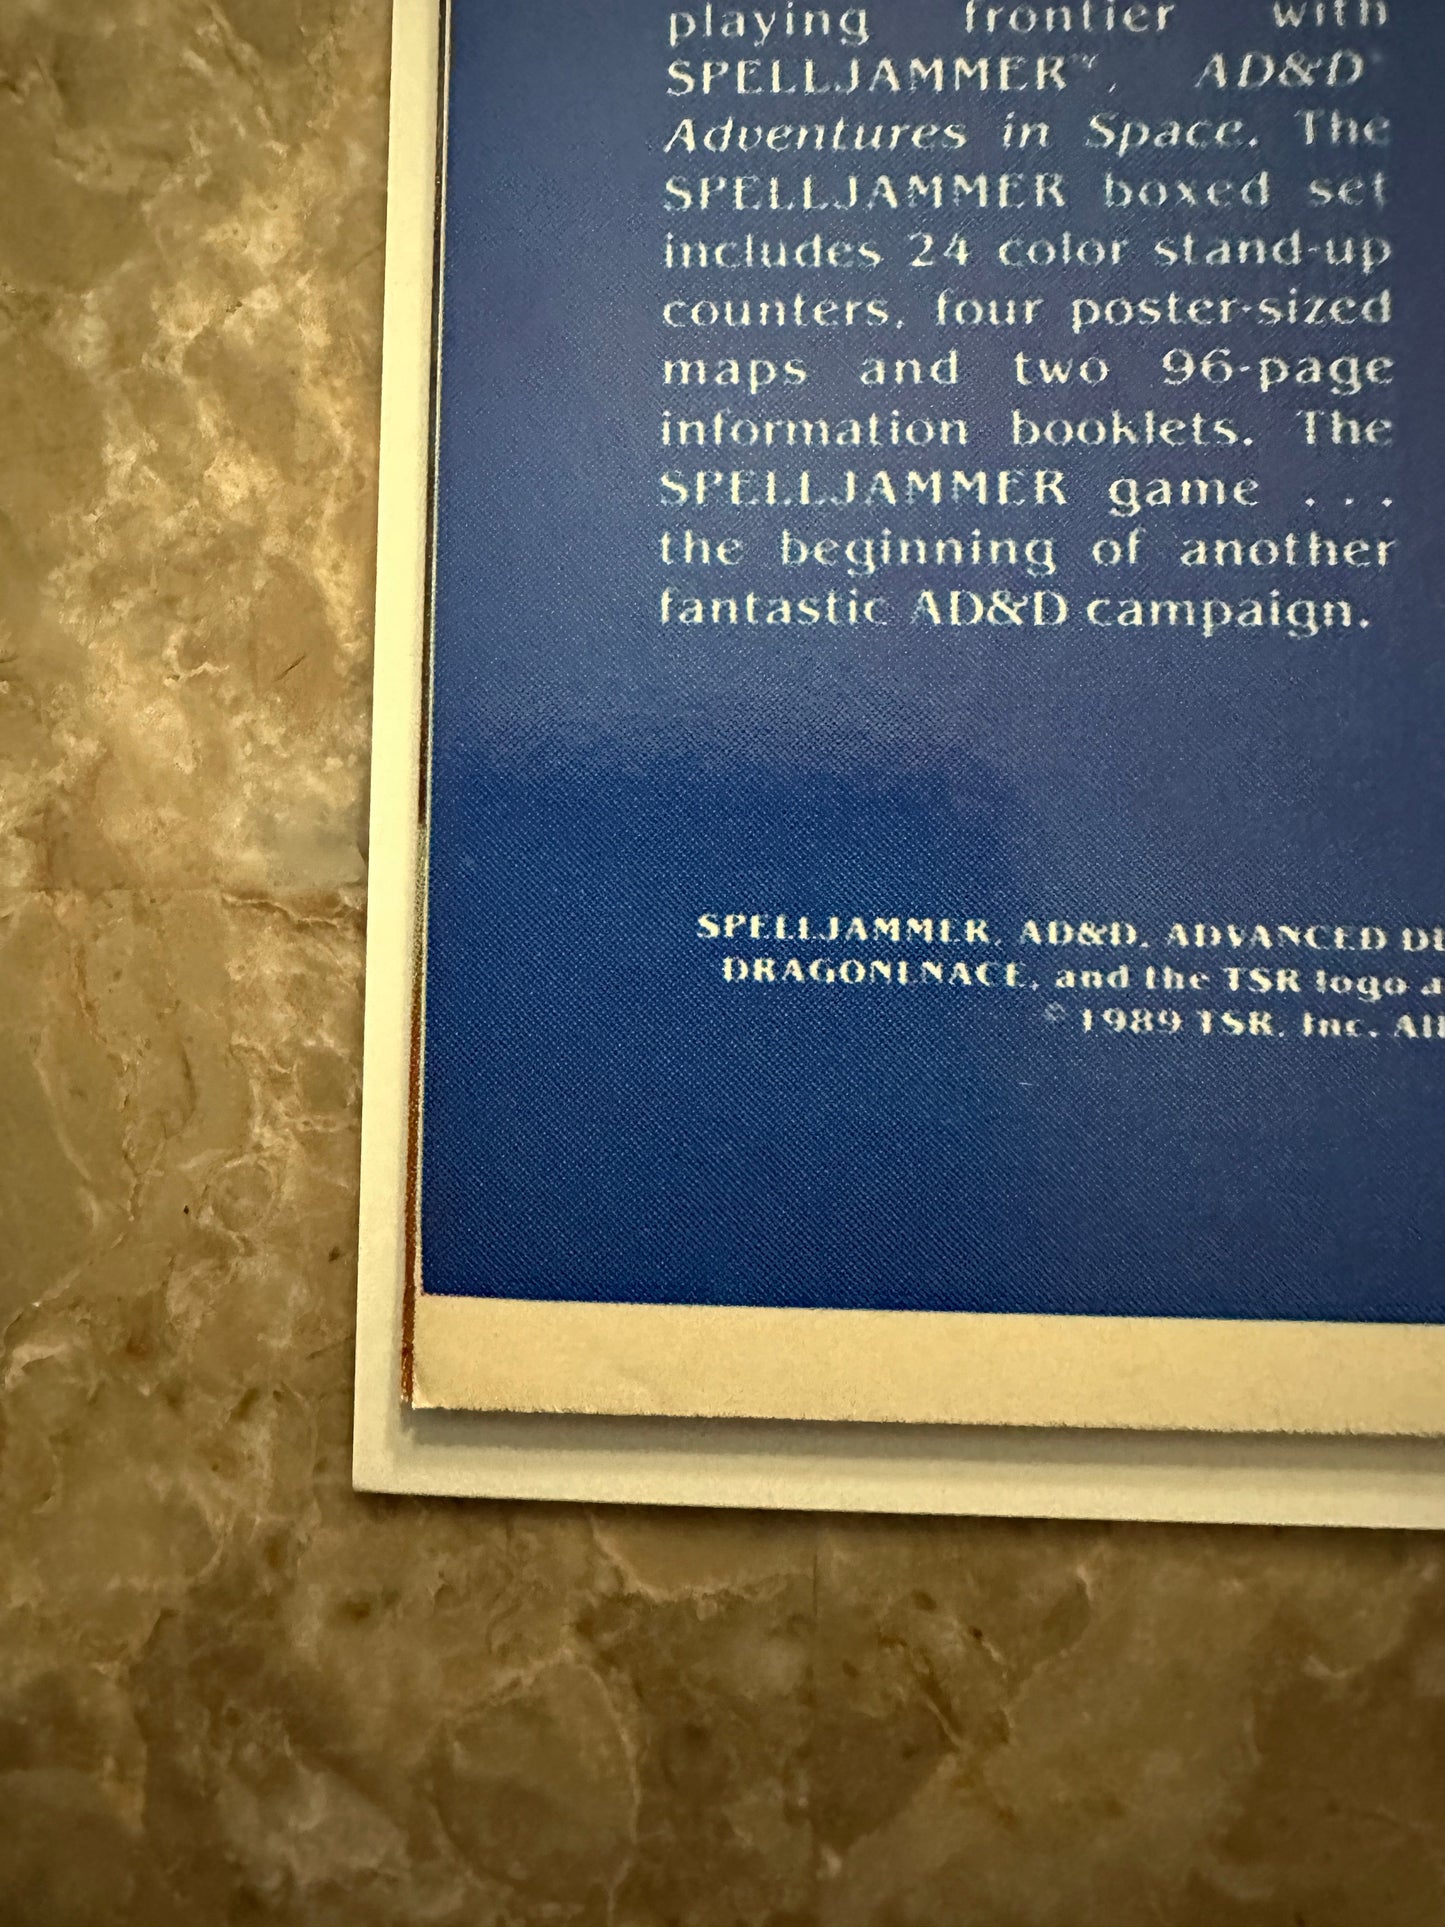 playing frontier with
SPELLJAMMER™, AD&D®
Adventures in Space. The
SPELLJAMMER boxed set
includes 24 color stand-up
counters, four poster-sized
maps and two 96-page
information booklets. The
SPELLJAMMER game . . .
the beginning of another
fantastic AD&D campaign.
SPELLJAMMER, AD&D, ADVANCED
DRAGONLNACE, and the TSR logo
© 1989 TSR, Inc. All